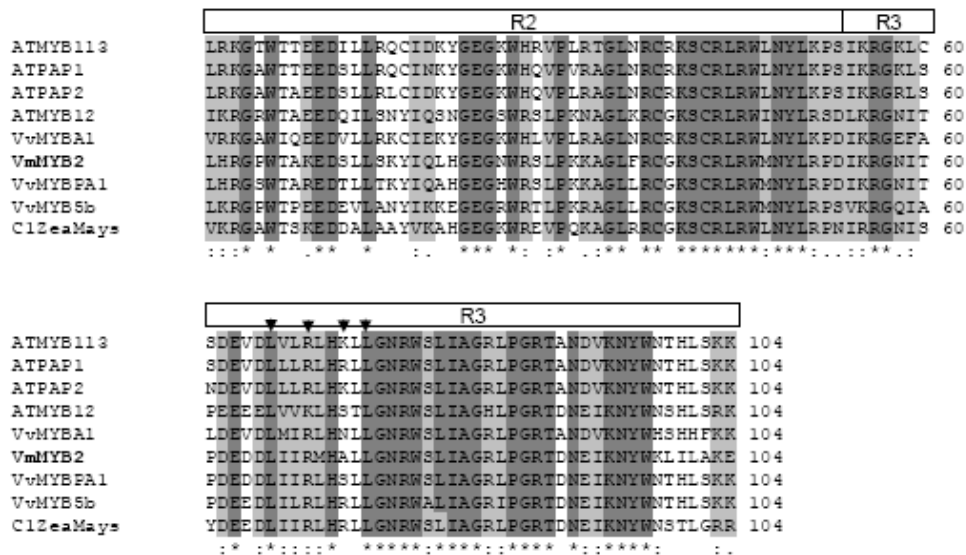 R2 R3
ATMYB113 LRKGTWTTEEDILLRQCIDKYGEGKWHRVPLRTGLNRCRKSCRLRWLNYLKPSIKRGKLC 60
ATPAP1 LRKGAWTTEEDSLLRQCINKYGEGKWHQVPVRAGLNRCRKSCRLRWLNYLKPSIKRGKLS 60
ATPAP2 LRKGAWTAEEDSLLRLCIDKYGEGKWHQVPLRAGLNRCRKSCRLRWLNYLKPSIKRGRLS 60
ATMYB12 IKRGRWTAEEDQILSNYIQSNGEGSWRSLPKNAGLKRCGKSCRLRWINYLRSDLKRGNIT 60
VvMYBA1 VRKGAWIQEEDVLLRKCIEKYGEGKWHLVPLRAGLNRCRKSCRLRWLNYLKPDIKRGEFA 60
VmMYB2 LHRGPWTAKEDSLLSKYIQLHGEGNWRSLPKKAGLFRCGKSCRLRWMNYLRPDIKRGNIT 60
VvMYBPA1 LHRGSWTAREDTLLTKYIQAHGEGHWRSLPKKAGLLRCGKSCRLRWMNYLRPDIKRGNIT 60
VvMYB5b LKRGPWTPEEDEVLANYIKKEGEGRWRTLPKRAGLLRCGKSCRLRWMNYLRPSVKRGQIA 60
C1ZeaMays VKRGAWTSKEDDALAAYVKAHGEGKWREVPQKAGLRRCGKSCRLRWLNYLRPNIRRGNIS 60
:::* * .:** * :. *** *: :* .:** ** *******:***:..::**:.:
R3
ATMYB113 SDEVDLVLRLHKLLGNRWSLIAGRLPGRTANDVKNYWNTHLSKK 104
ATPAP1 SDEVDLLLRLHRLLGNRWSLIAGRLPGRTANDVKNYWNTHLSKK 104
ATPAP2 NDEVDLLLRLHKLLGNRWSLIAGRLPGRTANDVKNYWNTHLSKK 104
ATMYB12 PEEEELVVKLHSTLGNRWSLIAGHLPGRTDNEIKNYWNSHLSRK 104
VvMYBA1 LDEVDLMIRLHNLLGNRWSLIAGRLPGRTANDVKNYWHSHHFKK 104
VmMYB2 PDEDDLIIRMHALLGNRWSLIAGRLPGRTDNEIKNYWKLILAKE 104
VvMYBPA1 PDEDDLIIRLHSLLGNRWSLIAGRLPGRTDNEIKNYWNTHLSKK 104
VvMYB5b PDEEDLILRLHRLLGNRWALIAGRIPGRTDNEIKNYWNTHLSKK 104
C1ZeaMays YDEEDLIIRLHRLLGNRWSLIAGRLPGRTDNEIKNYWNSTLGRR 104
:* :*:::* *****:****::**** *::****: :.